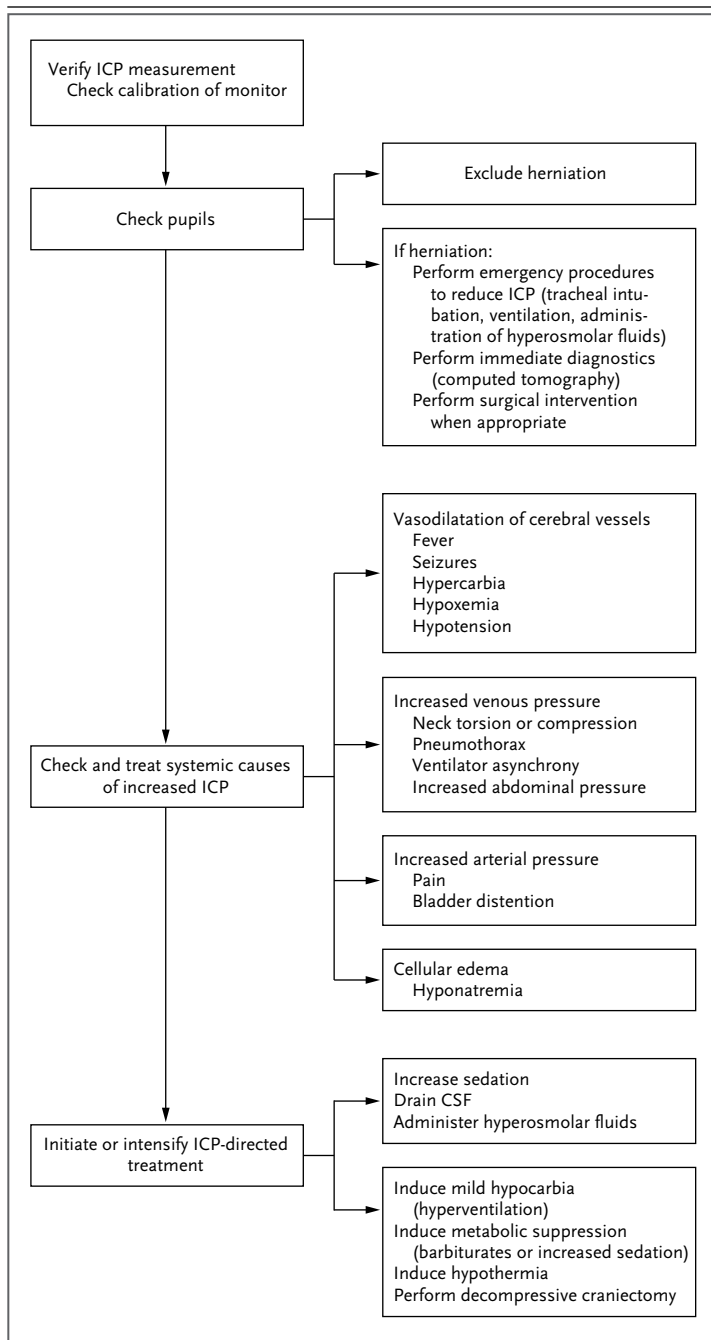 Verify ICP measurement
Check calibration of monitor
Check pupils
Exclude herniation
If herniation:
Perform emergency procedures
to reduce ICP (tracheal intu-
bation, ventilation, adminis-
tration of hyperosmolar fluids)
Perform immediate diagnostics
(computed tomography)
Perform surgical intervention
when appropriate
Check and treat systemic causes
of increased ICP
Vasodilatation of cerebral vessels
Fever
Seizures
Hypercarbia
Hypoxemia
Hypotension
Increased venous pressure
Neck torsion or compression
Pneumothorax
Ventilator asynchrony
Increased abdominal pressure
Increased arterial pressure
Pain
Bladder distention
Cellular edema
Hyponatremia
Initiate or intensify ICP-directed
treatment
Increase sedation
Drain CSF
Administer hyperosmolar fluids
Induce mild hypocarbia
(hyperventilation)
Induce metabolic suppression
(barbiturates or increased sedation)
Induce hypothermia
Perform decompressive craniectomy